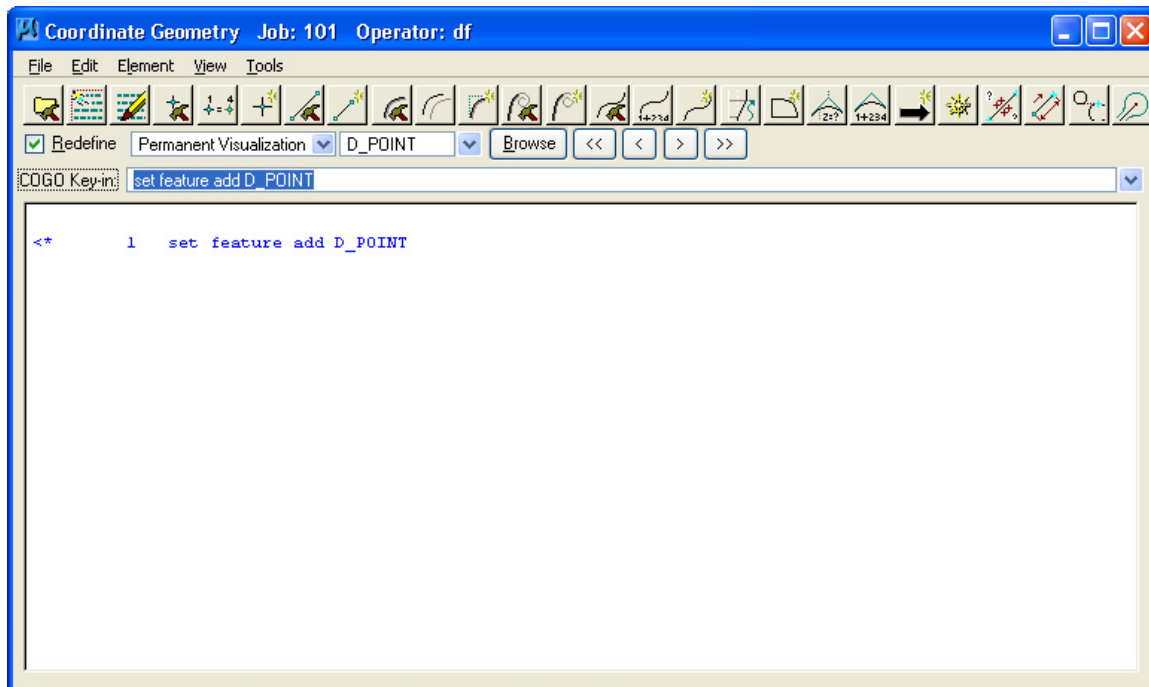 Coordinate Geometry Job: 101 Operator: df
File Edit Element View Tools
Redefine Permanent Visualization D_POINT Browse << < > >>
COGO Key-in: set feature add D_POINT
<* 1 set feature add D_POINT